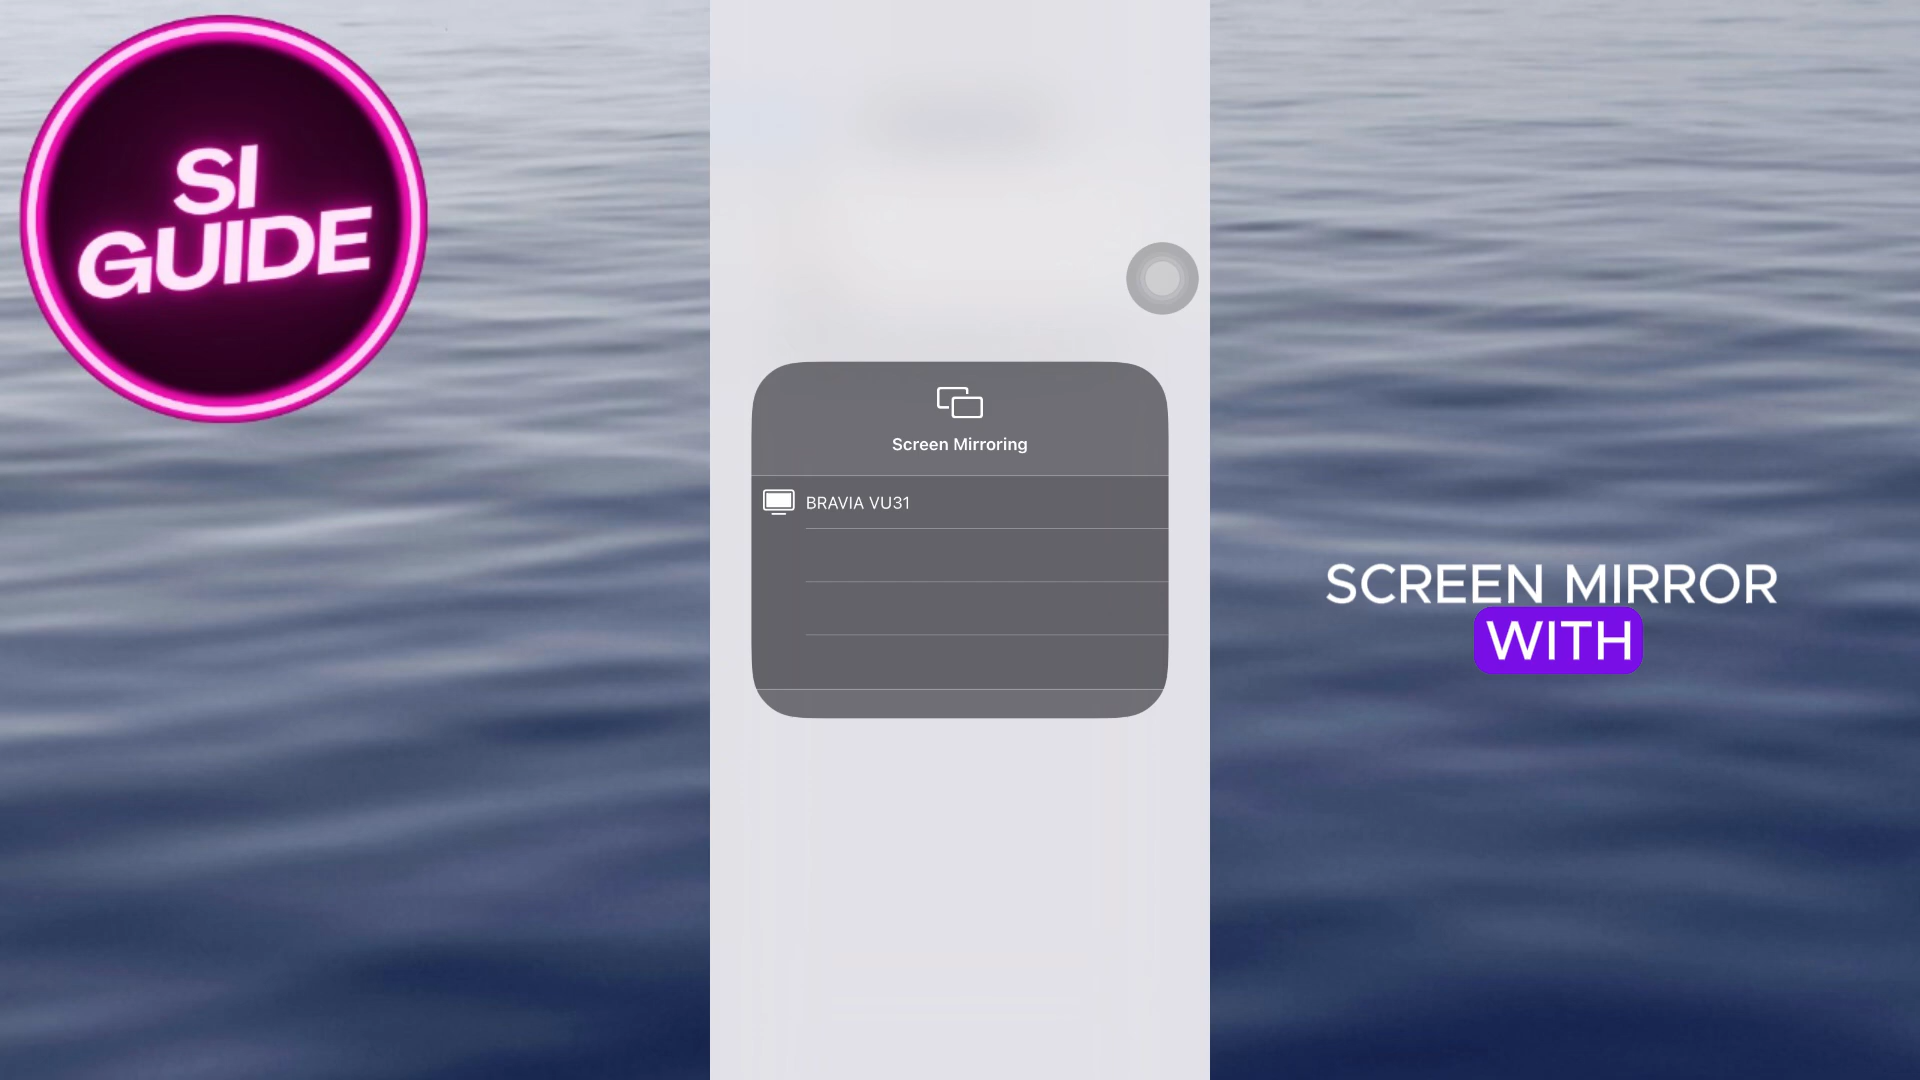 SI
GUIDE
Screen Mirroring
BRAVIA VU31
SCREEN MIRROR
WITH